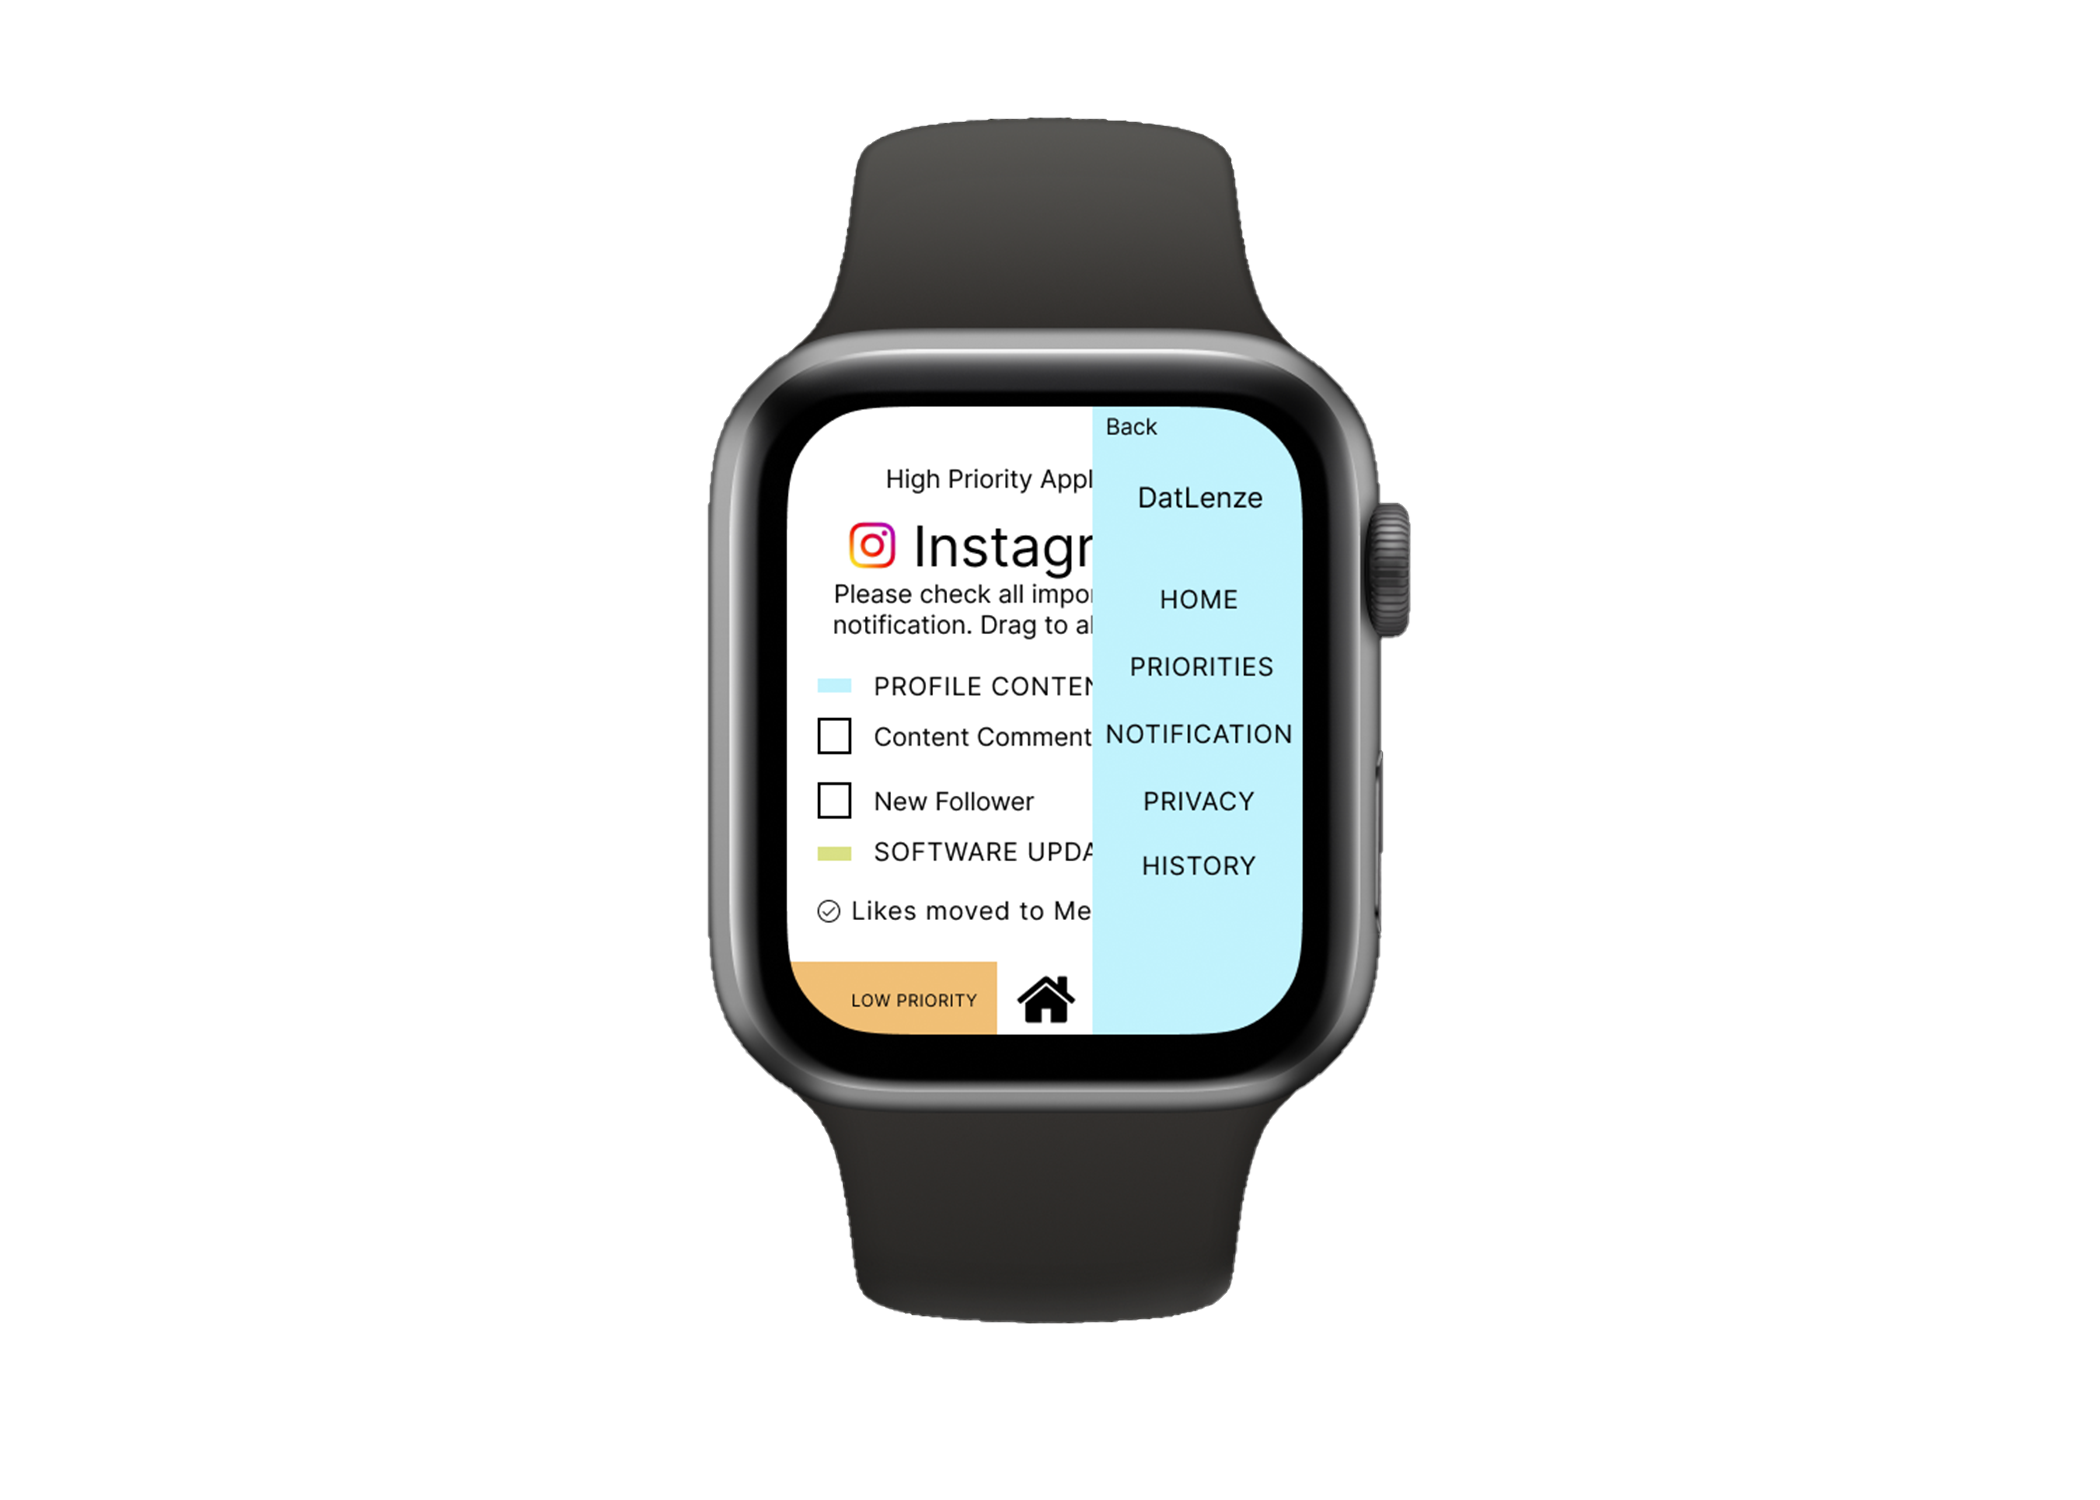 High Priority Appl
Instagr
Please check all impor
notification. Drag to al
PROFILE CONTEN
Content Comment
New Follower
SOFTWARE UPDA
Likes moved to Me
LOW PRIORITY
Back
DatLenze
HOME
PRIORITIES
NOTIFICATION
PRIVACY
HISTORY